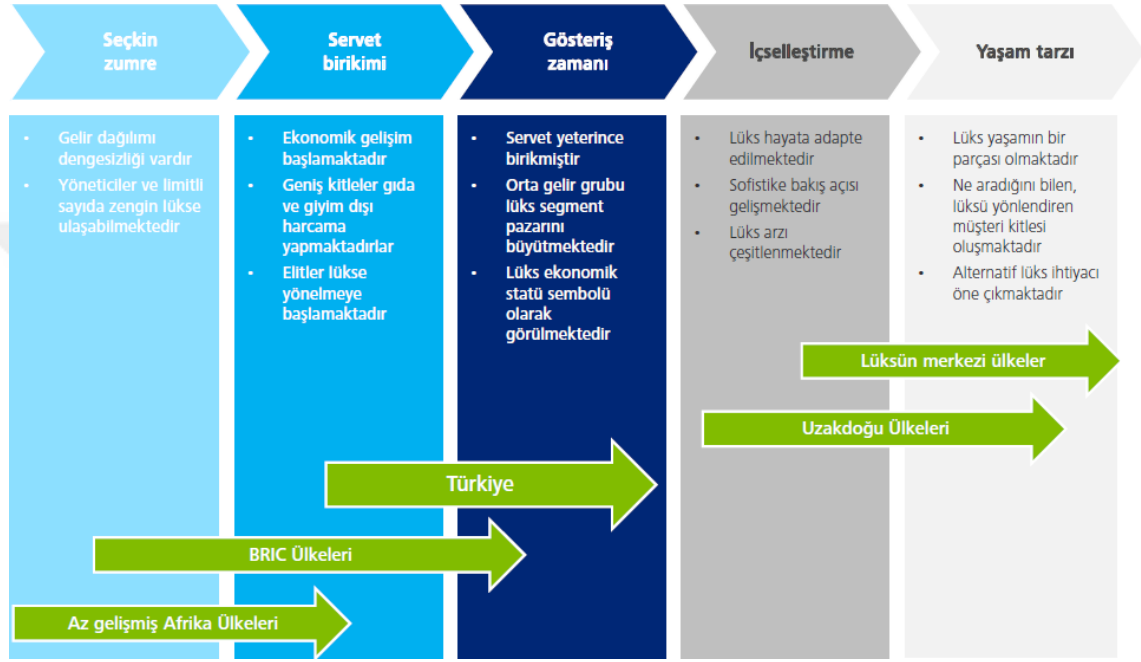 Seçkin
zumre
Servet
birikimi
Gösteriş
zamanı
İçselleştirme
Yaşam tarzı
• Gelir dağılımı
dengesizliği vardır
• Yöneticiler ve limitli
sayıda zengin lükse
ulaşabilmektedir
• Ekonomik gelişim
başlamaktadır
• Geniş kitleler gıda
ve giyim dışı
harcama
yapmaktadırlar
• Elitler lükse
yönelmeye
başlamaktadır
• Servet yeterince
birikmiştir
• Orta gelir grubu
lüks segment
pazarını
büyütmektedir
• Lüks ekonomik
statü sembolü
olarak
görülmektedir
• Lüks hayata adapte
edilmektedir
• Sofistike bakış açısı
gelişmektedir
• Lüks arzı
çeşitlenmektedir
• Lüks yaşamın bir
parçası olmaktadır
• Ne aradığını bilen,
lüksü yönlendiren
müşteri kitlesi
oluşmaktadır
• Alternatif lüks ihtiyacı
öne çıkmaktadır
Lüksün merkezi ülkeler
Uzakdoğu Ülkeleri
Türkiye
BRIC Ülkeleri
Az gelişmiş Afrika Ülkeleri